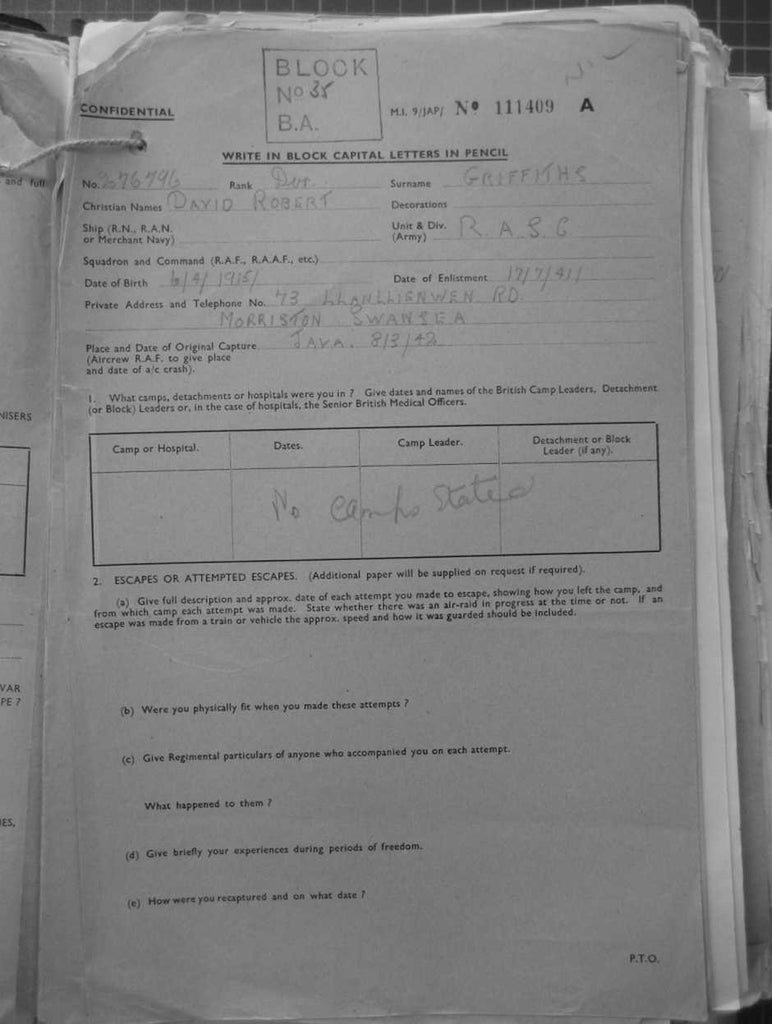 BLOCK
No 35
B.A.
CONFIDENTIAL
M.I. 9/JAP/ No 111409 A
WRITE IN BLOCK CAPITAL LETTERS IN PENCIL
and full
No. 276796 Rank Dvr. Surname GRIFFITHS
Christian Names DAVID ROBERT Decorations
Ship (R.N., R.A.N. or Merchant Navy) Unit & Div. (Army) R.A.S.C
Squadron and Command (R.A.F., R.A.A.F., etc.)
Date of Birth 6/4/1915/ Date of Enlistment 17/7/41/
Private Address and Telephone No. 73 LLANLLIENWEN RD.
MORRISTON SWANSEA
Place and Date of Original Capture JAVA. 8/3/42
(Aircrew R.A.F. to give place
and date of a/c crash).
1. What camps, detachments or hospitals were you in ? Give dates and names of the British Camp Leaders, Detachment
(or Block) Leaders or, in the case of hospitals, the Senior British Medical Officers.
NISERS
Camp or Hospital. Dates. Camp Leader. Detachment or Block Leader (if any).
No camps stated
2. ESCAPES OR ATTEMPTED ESCAPES. (Additional paper will be supplied on request if required).
(a) Give full description and approx. date of each attempt you made to escape, showing how you left the camp, and
from which camp each attempt was made. State whether there was an air-raid in progress at the time or not. If an
escape was made from a train or vehicle the approx. speed and how it was guarded should be included.
VAR
PE ?
(b) Were you physically fit when you made these attempts ?
(c) Give Regimental particulars of anyone who accompanied you on each attempt.
What happened to them ?
IES,
(d) Give briefly your experiences during periods of freedom.
(e) How were you recaptured and on what date ?
P.T.O.